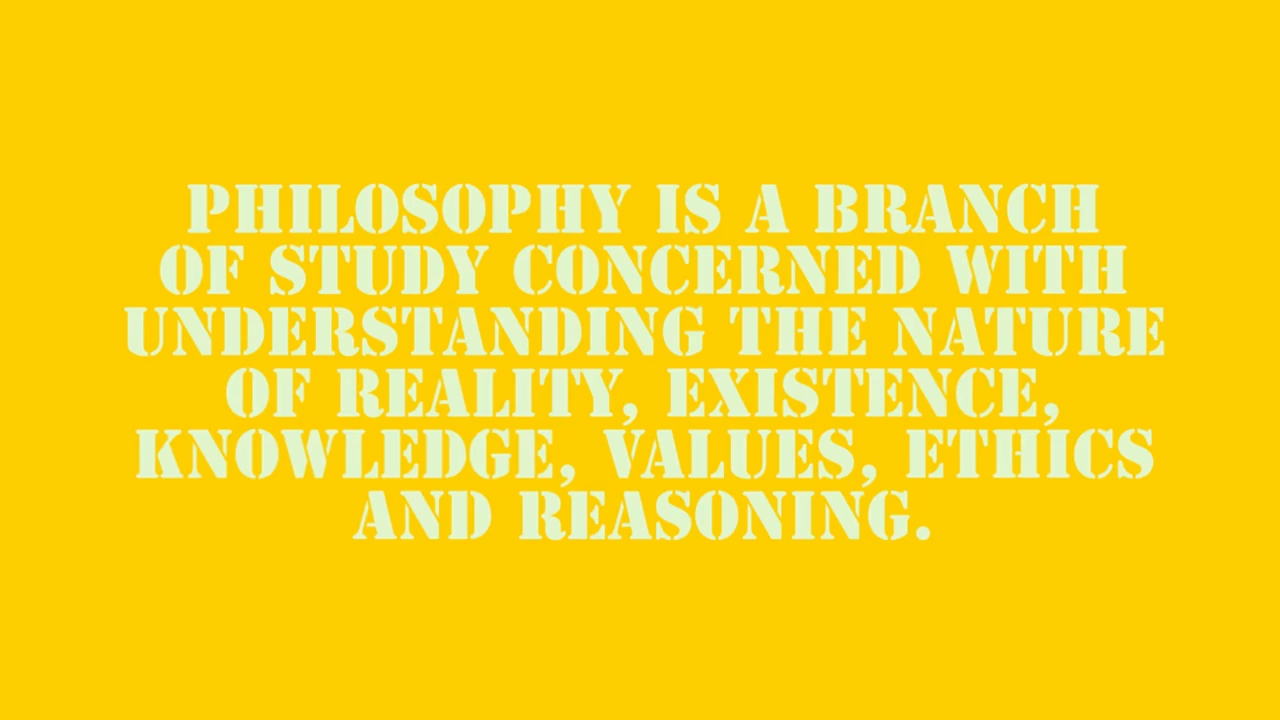 PHILOSOPHY IS A BRANCH
OF STUDY CONCERNED WITH
UNDERSTANDING THE NATURE
OF REALITY, EXISTENCE,
KNOWLEDGE, VALUES, ETHICS
AND REASONING.